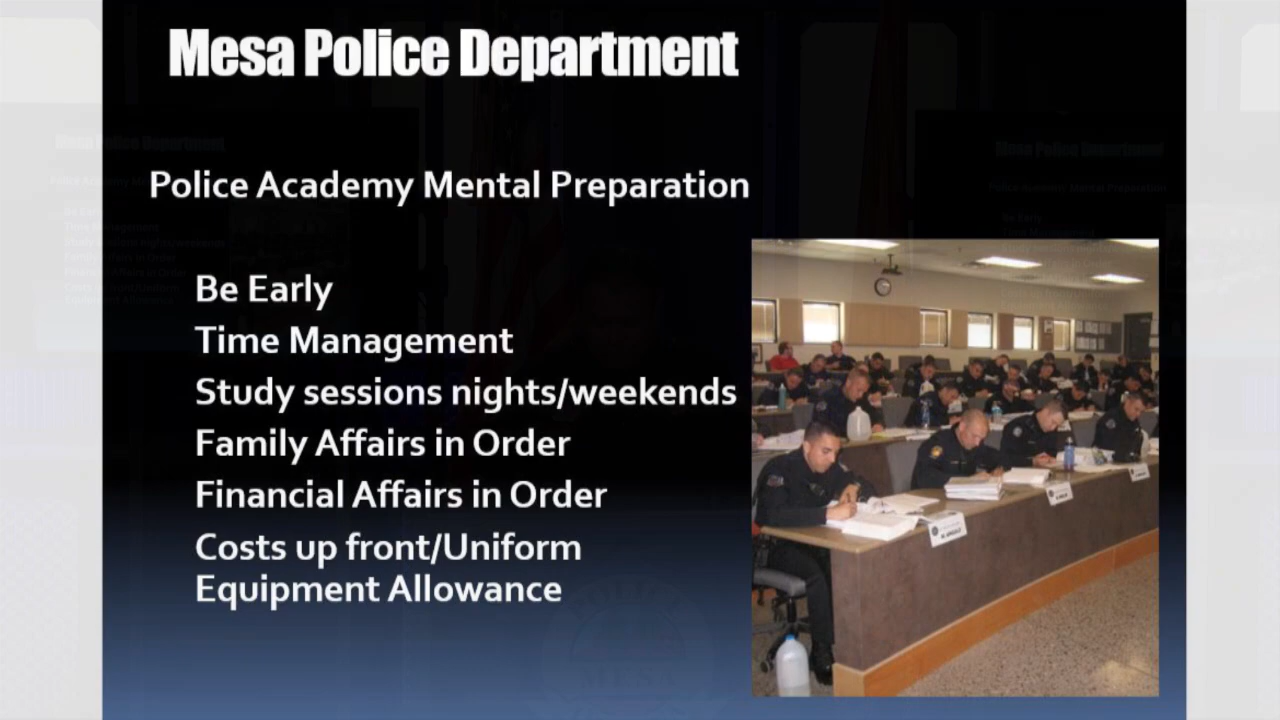 Mesa Police Department
Police Academy Mental Preparation
Be Early
Time Management
Study sessions nights/weekends
Family Affairs in Order
Financial Affairs in Order
Costs up front/Uniform
Equipment Allowance